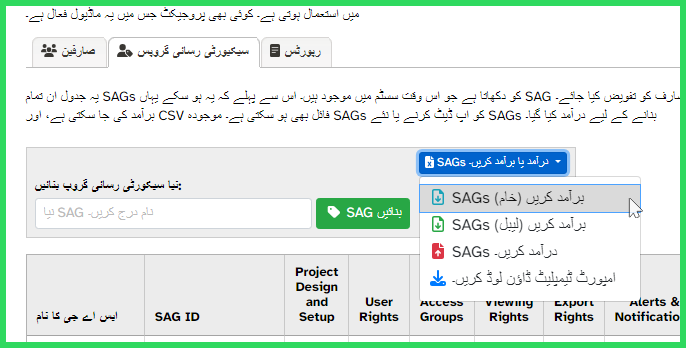 میں استعمال ہوتی ہے۔ کوئی بھی پروجیکٹ جس میں یہ ماڈیول فعال ہے۔
صارفین
سیکیورٹی رسائی گروپس
رپورٹس
صارف کو تفویض کیا جائے۔ SAG کو دکھاتا ہے جو اس وقت سسٹم میں موجود ہیں۔ اس سے پہلے کہ یہ ہو سکے یہاں SAGs یہ جدول ان تمام
بنانے کے لیے درآمد کیا گیا۔ SAGs کو اپ ڈیٹ کرنے یا نئے SAGs فائل بھی ہو سکتی ہے۔ موجودہ CSV برآمد کی جا سکتی ہے، اور
SAGs درآمد یا برآمد کریں۔
نیا سیکورٹی رسائی گروپ بنائیں:
نیا SAG نام درج کریں۔
SAG بنائیں
SAGs برآمد کریں (خام)
SAGs برآمد کریں (لیبل)
SAGs درآمد کریں۔
امپورٹ ٹیمپلیٹ ڈاؤن لوڈ کریں۔
ایس اے جی کا نام
SAG ID
Project Design and Setup
User Rights
Access Groups
Viewing Rights
Export Rights
Alerts &
Notification